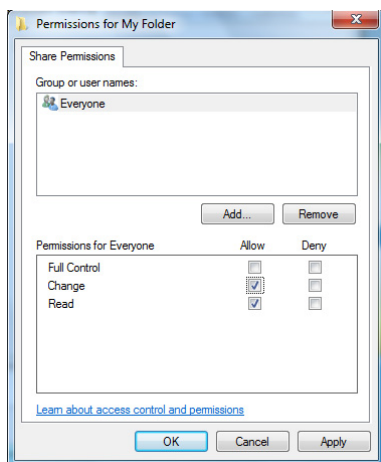 Permissions for My Folder
Share Permissions
Group or user names:
Everyone
Add... Remove
Permissions for Everyone Allow Deny
Full Control
Change
Read
Learn about access control and permissions
OK Cancel Apply